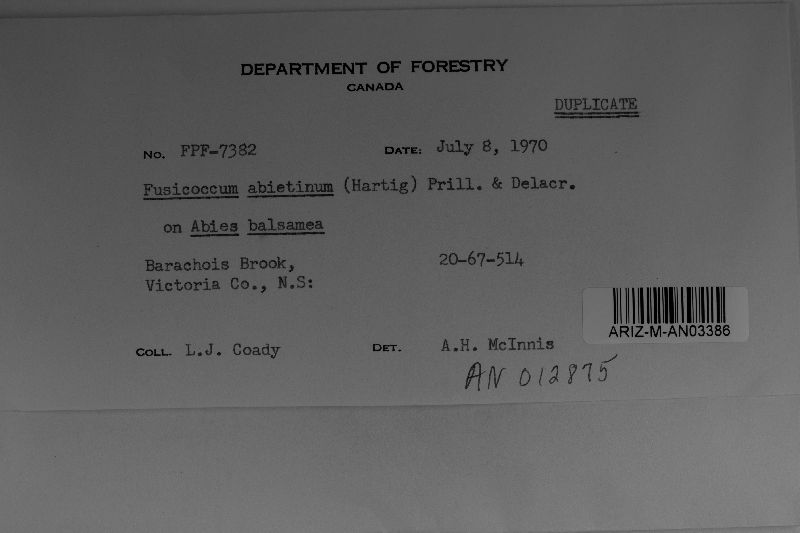 DEPARTMENT OF FORESTRY
CANADA
DUPLICATE
No. FPF-7382 DATE: July 8, 1970
Fusicoccum abietinum (Hartig) Prill. & Delacr.
on Abies balsamea
Barachois Brook, 20-67-514
Victoria Co., N.S:
ARIZ-M-AN03386
COLL. L.J. Coady DET. A.H. McInnis
AN 012875